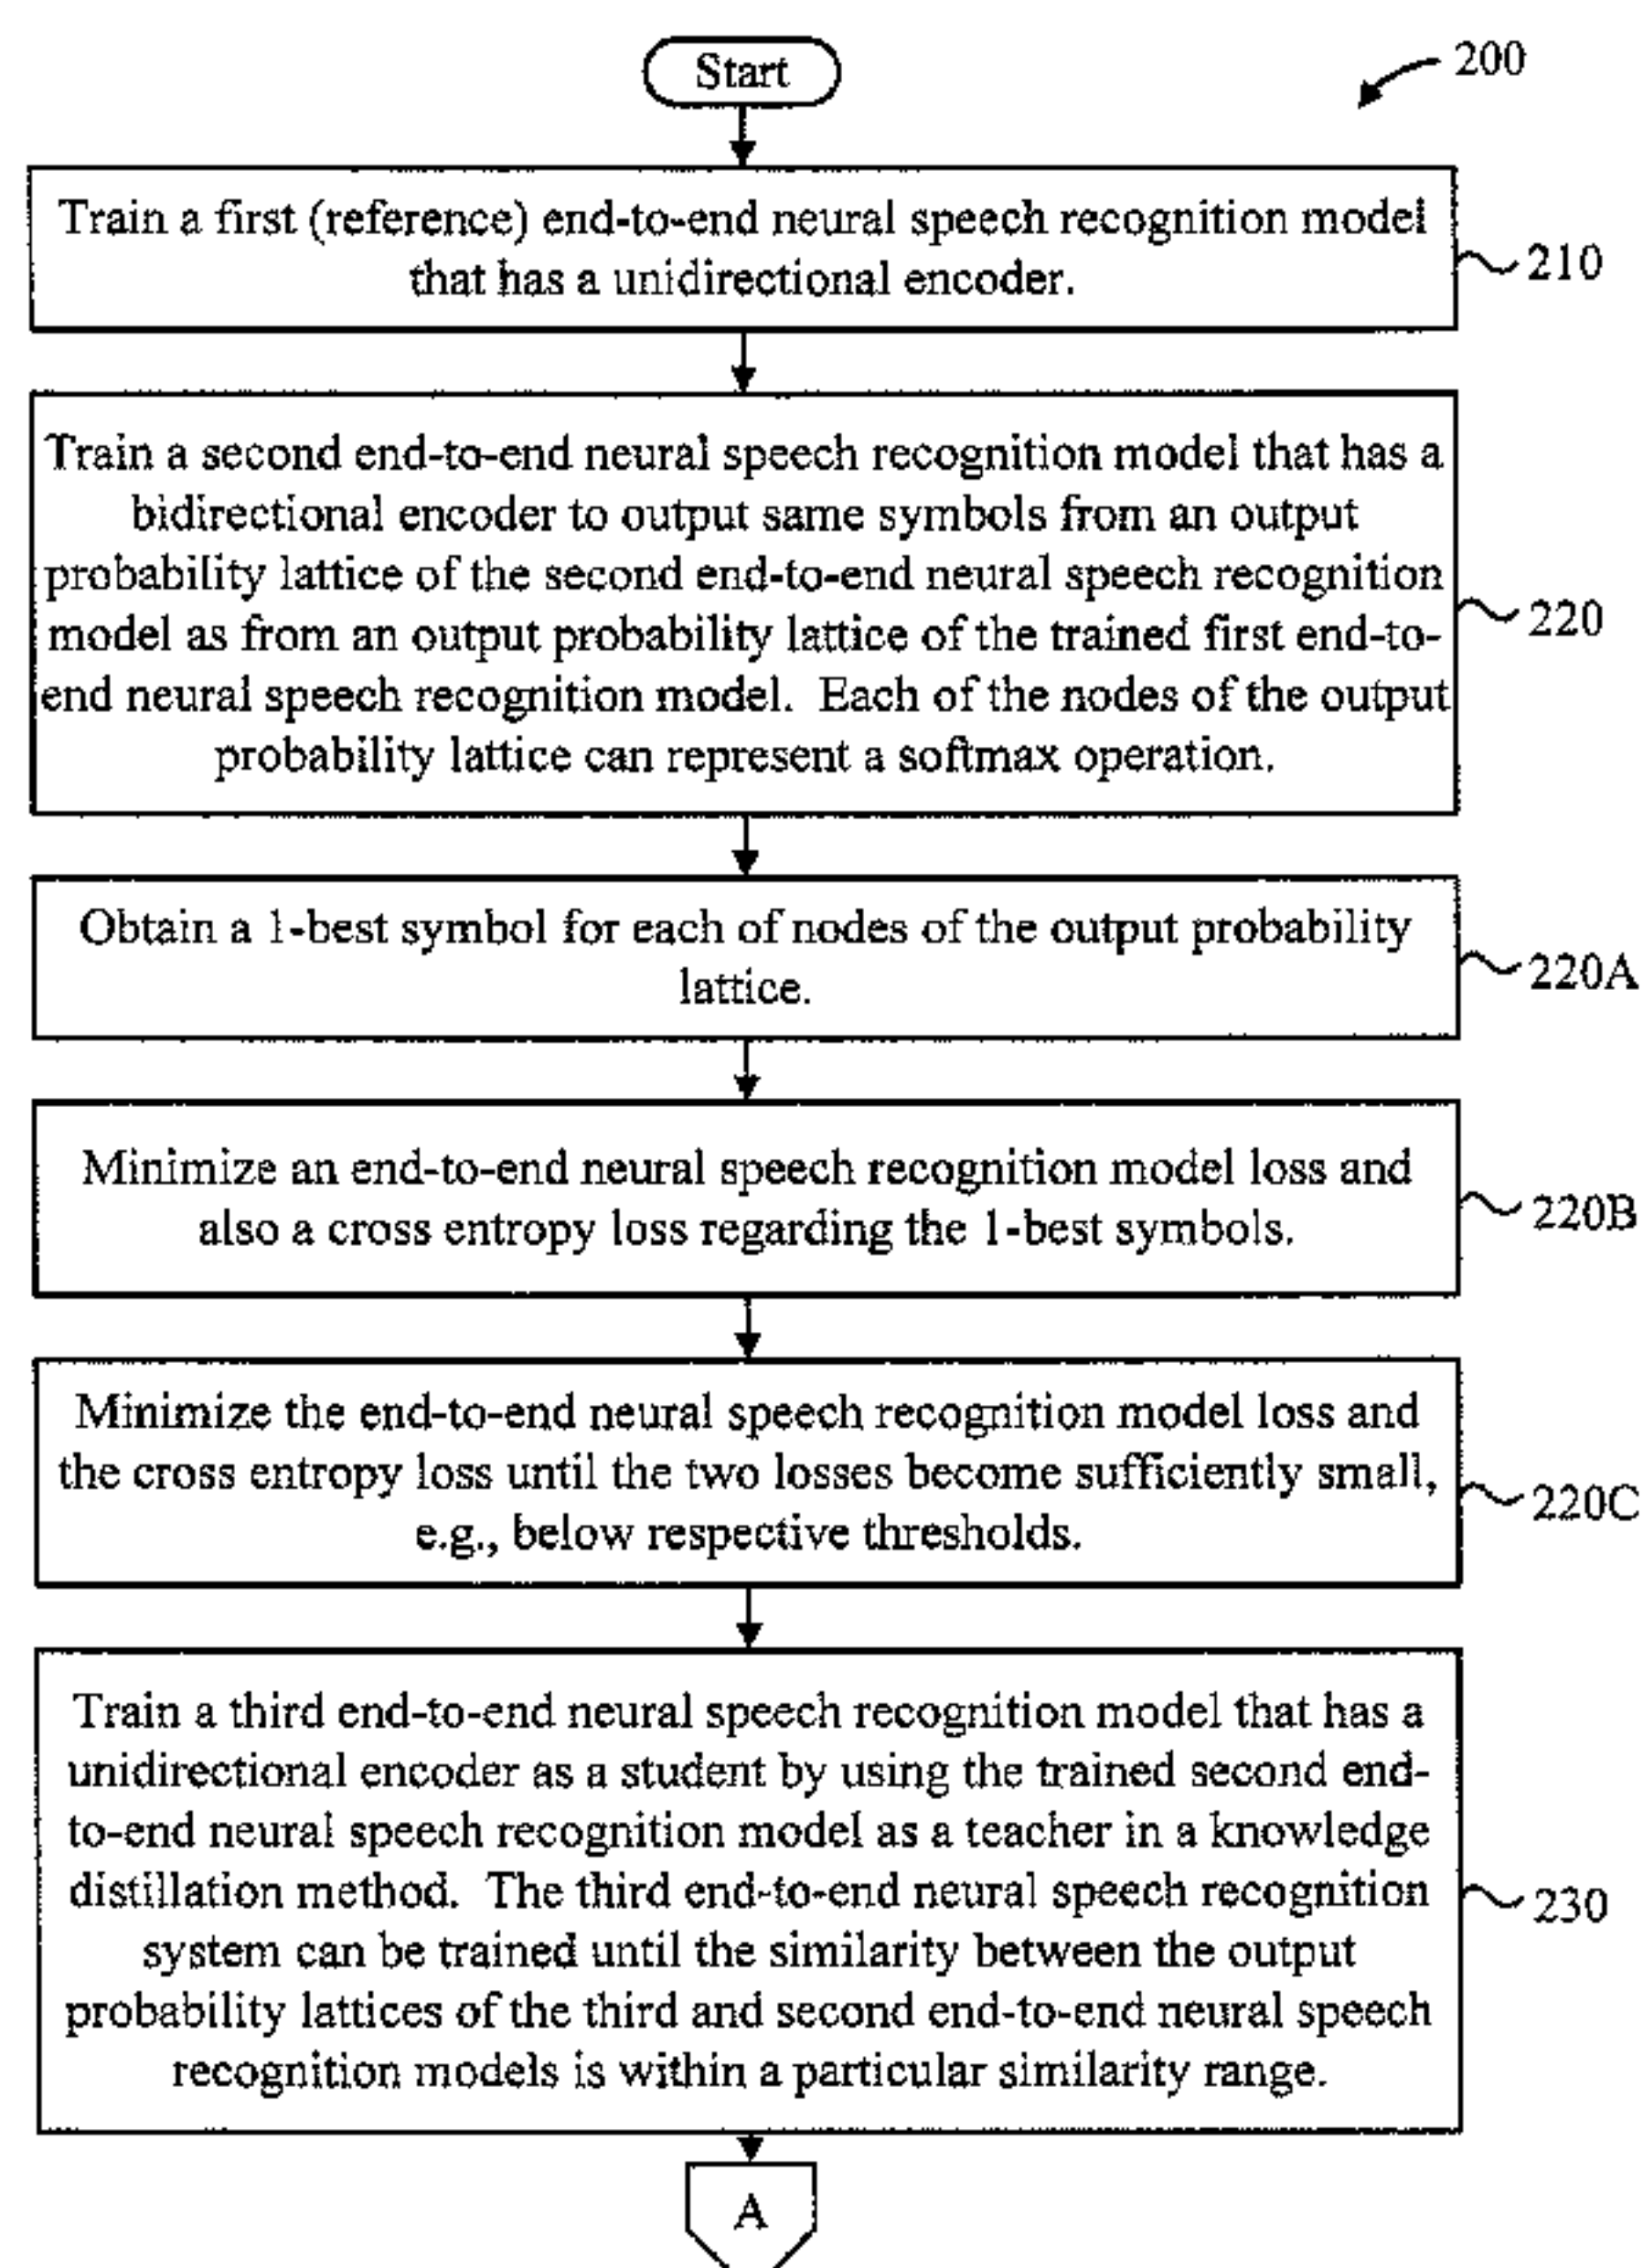 Start
200
Train a first (reference) end-to-end neural speech recognition model
that has a unidirectional encoder.
210
Train a second end-to-end neural speech recognition model that has a
bidirectional encoder to output same symbols from an output
probability lattice of the second end-to-end neural speech recognition
model as from an output probability lattice of the trained first end-to-
end neural speech recognition model. Each of the nodes of the output
probability lattice can represent a softmax operation.
220
Obtain a 1-best symbol for each of nodes of the output probability
lattice.
220A
Minimize an end-to-end neural speech recognition model loss and
also a cross entropy loss regarding the 1-best symbols.
220B
Minimize the end-to-end neural speech recognition model loss and
the cross entropy loss until the two losses become sufficiently small,
e.g., below respective thresholds.
220C
Train a third end-to-end neural speech recognition model that has a
unidirectional encoder as a student by using the trained second end-
to-end neural speech recognition model as a teacher in a knowledge
distillation method. The third end-to-end neural speech recognition
system can be trained until the similarity between the output
probability lattices of the third and second end-to-end neural speech
recognition models is within a particular similarity range.
230
A